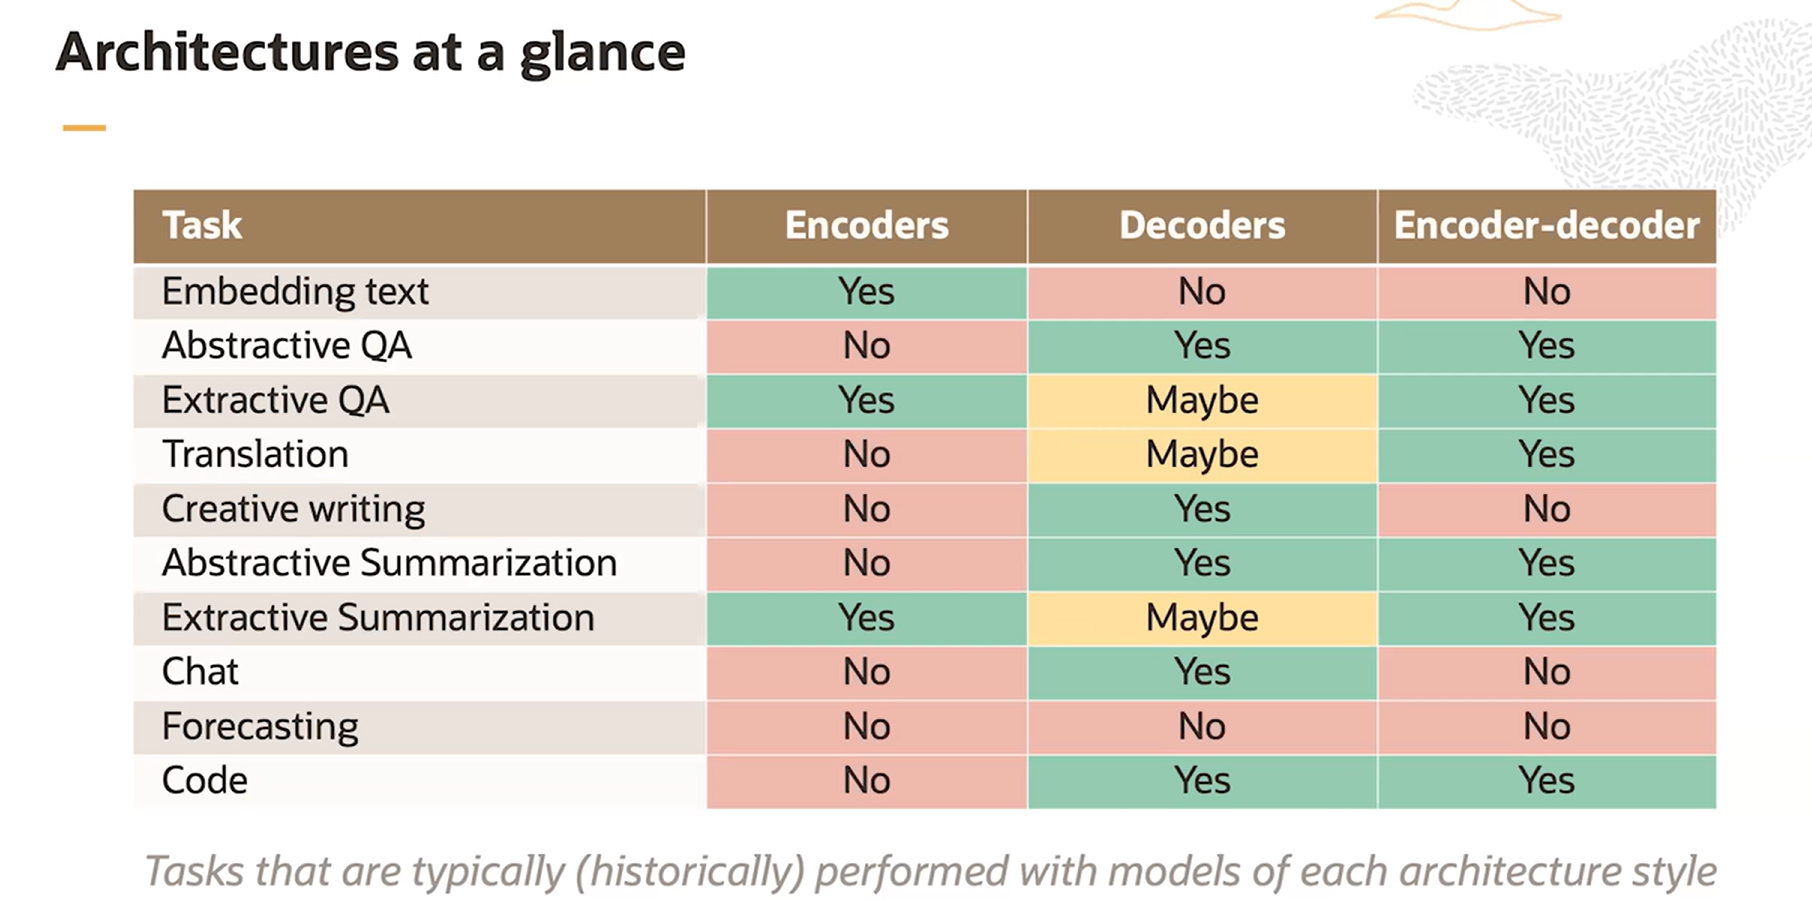 Architectures at a glance
Task Encoders Decoders Encoder-decoder
Embedding text Yes No No
Abstractive QA No Yes Yes
Extractive QA Yes Maybe Yes
Translation No Maybe Yes
Creative writing No Yes No
Abstractive Summarization No Yes Yes
Extractive Summarization Yes Maybe Yes
Chat No Yes No
Forecasting No No No
Code No Yes Yes
Tasks that are typically (historically) performed with models of each architecture style